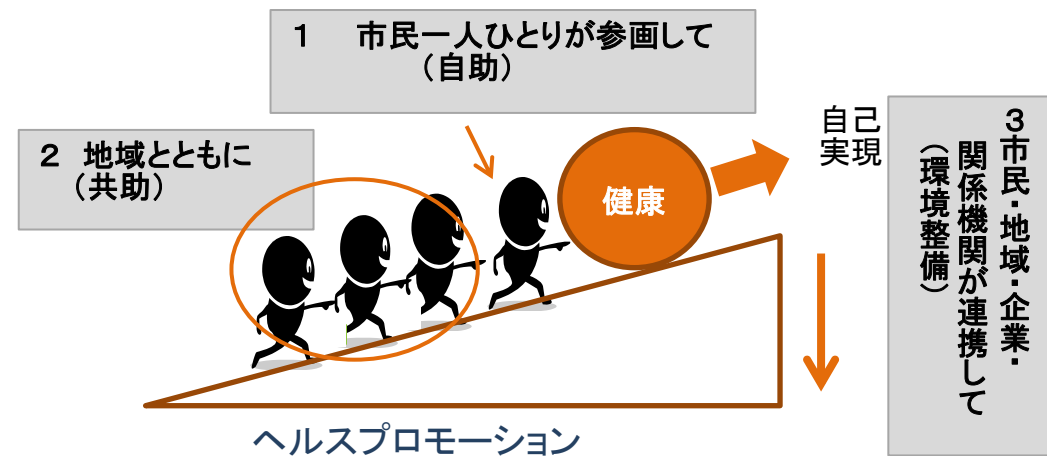 １　市民一人ひとりが参画して
（自助）
２　地域とともに
（共助）
健康
自己
実現
３市民・地域・企業・
関係機関が連携して
（環境整備）
ヘルスプロモーション